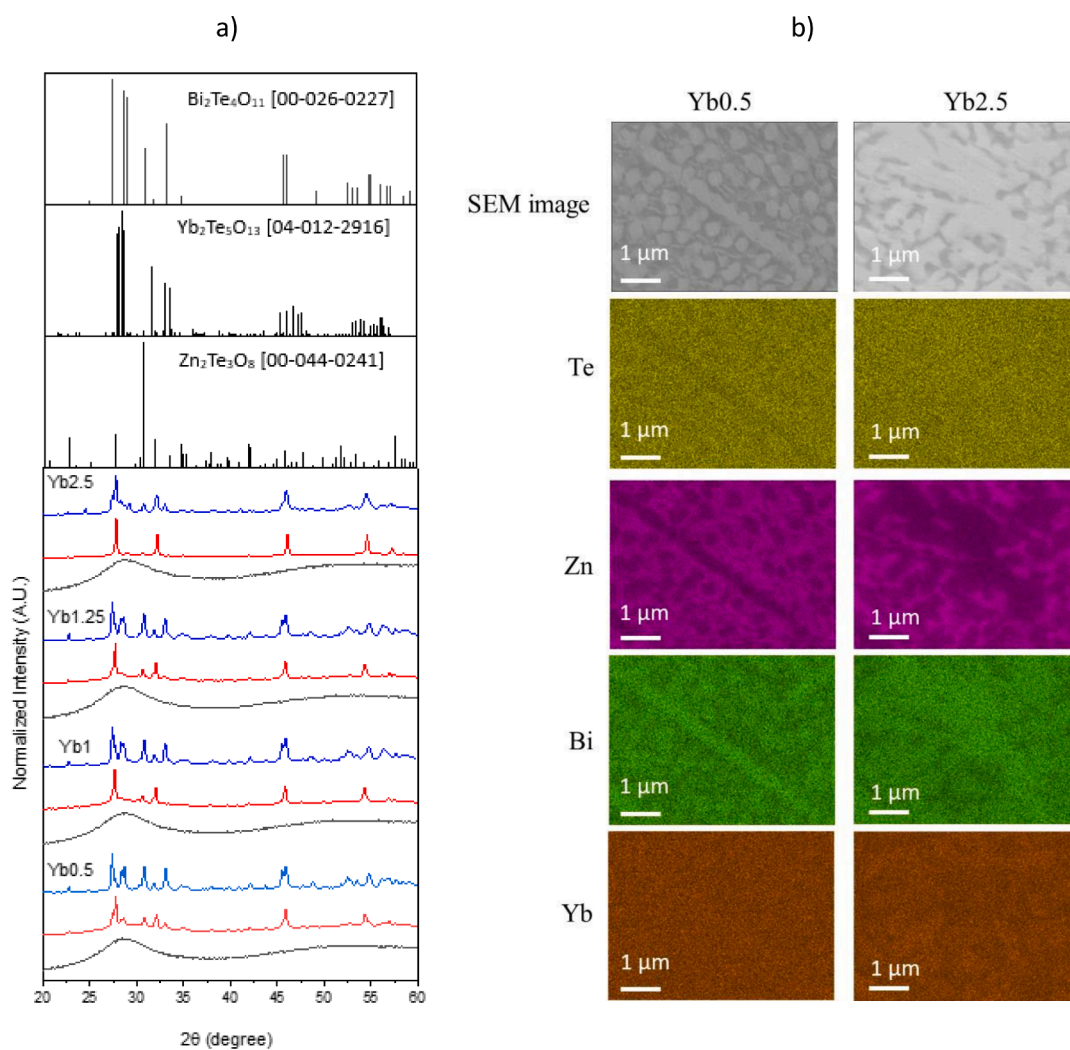 a)
Bi₂Te₄O₁₁ [00-026-0227]
Yb₂Te₅O₁₃ [04-012-2916]
Zn₂Te₃O₈ [00-044-0241]
Yb2.5
Yb1.25
Yb1
Yb0.5
Normalized Intensity (A.U.)
20 25 30 35 40 45 50 55 60
2θ (degree)
b)
Yb0.5 Yb2.5
SEM image
1 µm 1 µm
Te
1 µm 1 µm
Zn
1 µm 1 µm
Bi
1 µm 1 µm
Yb
1 µm 1 µm